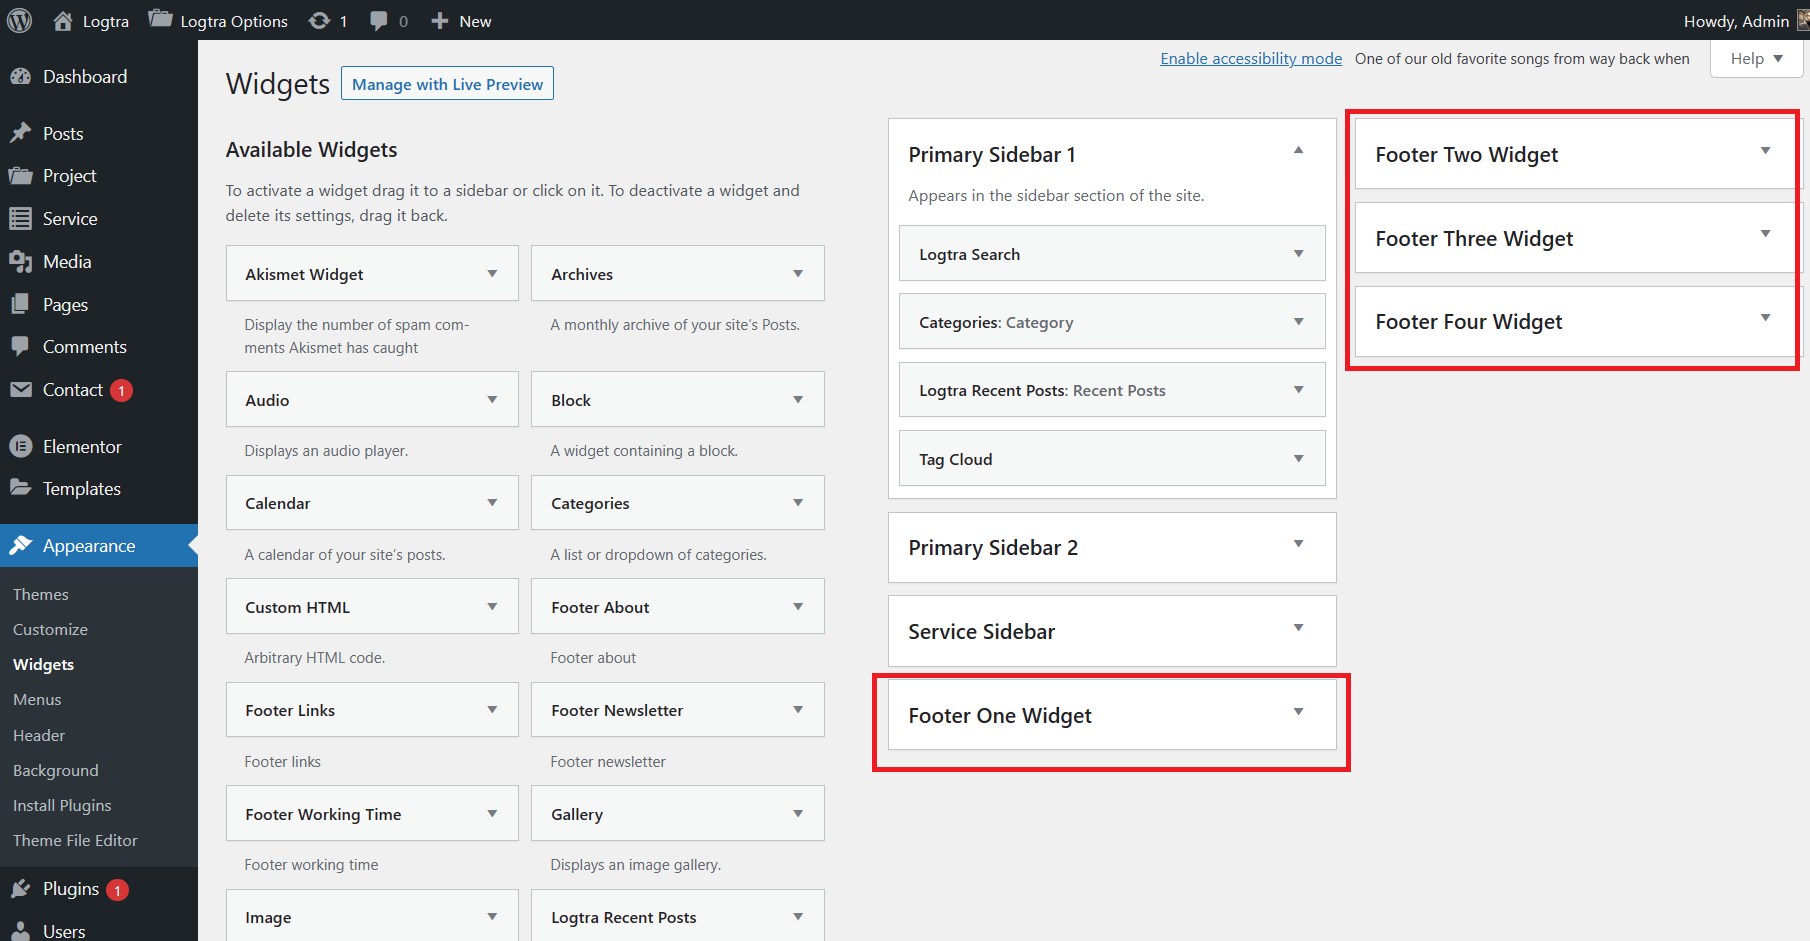 Logtra
Logtra Options
1
0
New
Howdy, Admin
Dashboard
Posts
Project
Service
Media
Pages
Comments
Contact 1
Elementor
Templates
Appearance
Themes
Customize
Widgets
Menus
Header
Background
Install Plugins
Theme File Editor
Plugins 1
Users
Enable accessibility mode
One of our old favorite songs from way back when
Help
Widgets
Manage with Live Preview
Available Widgets
To activate a widget drag it to a sidebar or click on it. To deactivate a widget and
delete its settings, drag it back.
Akismet Widget
Display the number of spam com-
ments Akismet has caught
Archives
A monthly archive of your site’s Posts.
Audio
Displays an audio player.
Block
A widget containing a block.
Calendar
A calendar of your site’s posts.
Categories
A list or dropdown of categories.
Custom HTML
Arbitrary HTML code.
Footer About
Footer about
Footer Links
Footer links
Footer Newsletter
Footer newsletter
Footer Working Time
Footer working time
Gallery
Displays an image gallery.
Image
Logtra Recent Posts
Primary Sidebar 1
Appears in the sidebar section of the site.
Logtra Search
Categories: Category
Logtra Recent Posts: Recent Posts
Tag Cloud
Primary Sidebar 2
Service Sidebar
Footer One Widget
Footer Two Widget
Footer Three Widget
Footer Four Widget